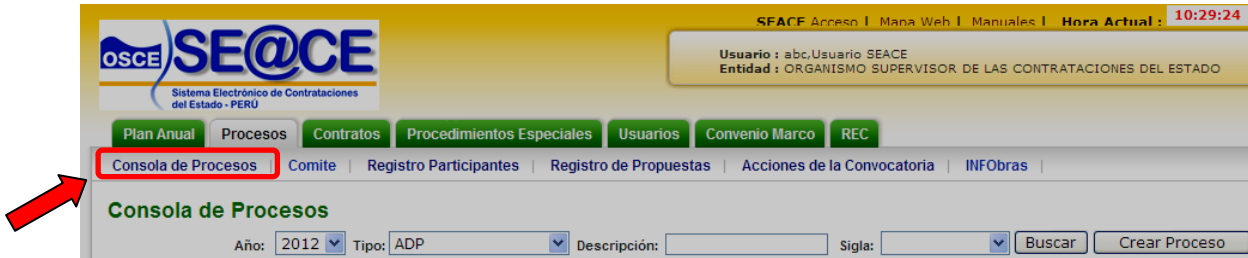 SEACE Acceso | Mapa Web | Manuales | Hora Actual : 10:29:24
OSCE SE@CE
Sistema Electrónico de Contrataciones
del Estado - PERÚ
Usuario : abc,Usuario SEACE
Entidad : ORGANISMO SUPERVISOR DE LAS CONTRATACIONES DEL ESTADO
Plan Anual Procesos Contratos Procedimientos Especiales Usuarios Convenio Marco REC
Consola de Procesos | Comite | Registro Participantes | Registro de Propuestas | Acciones de la Convocatoria | INFObras |
Consola de Procesos
Año: 2012 Tipo: ADP Descripción: Sigla: Buscar Crear Proceso